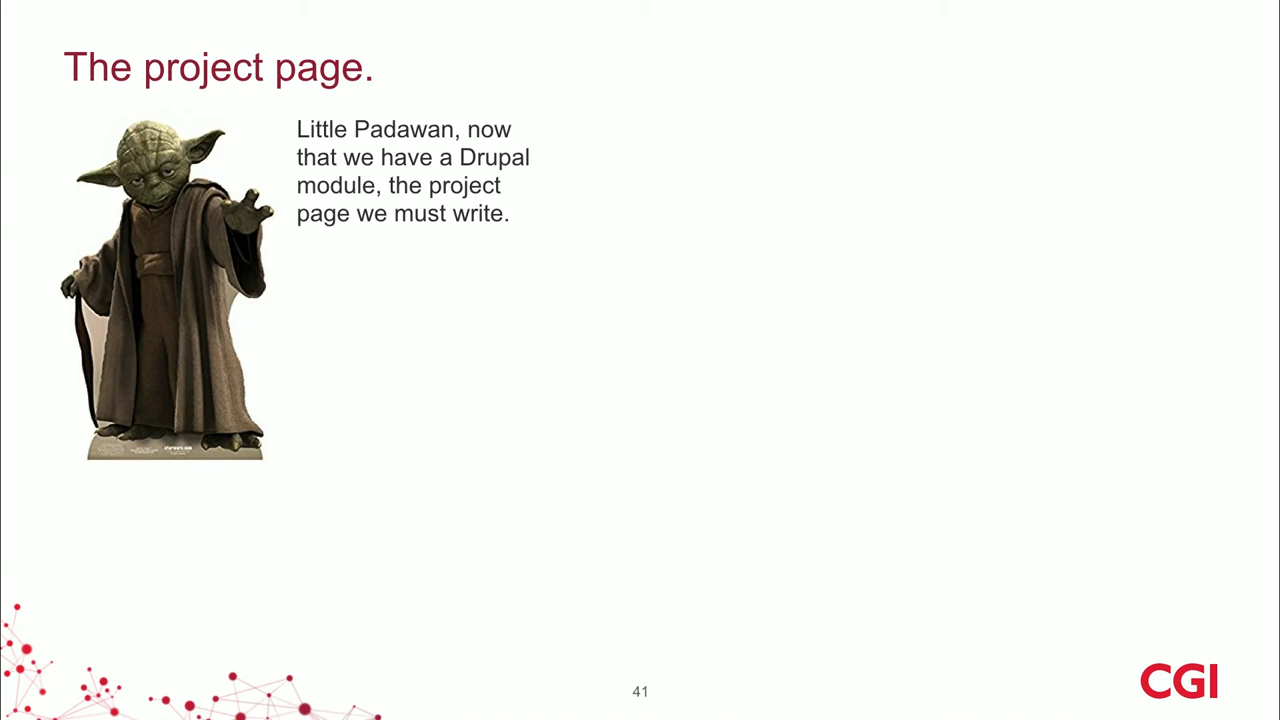 The project page.
Little Padawan, now
that we have a Drupal
module, the project
page we must write.
41
CGI